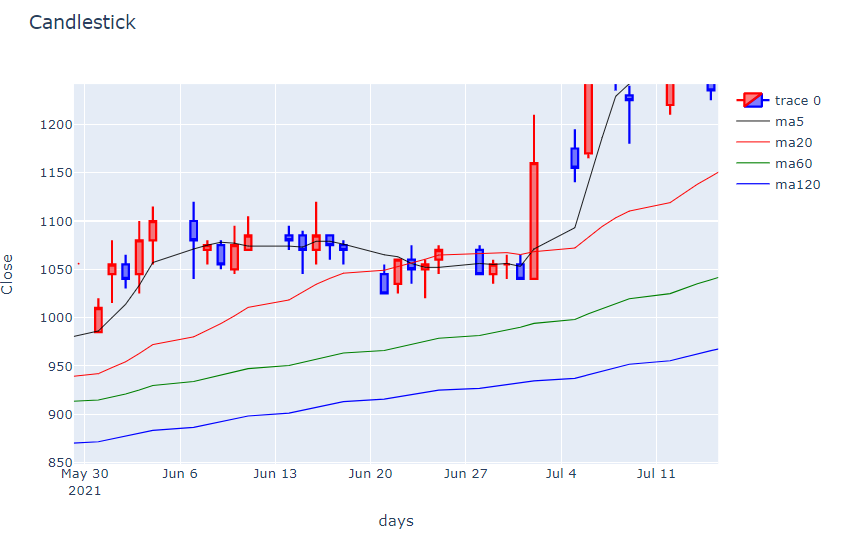 Candlestick
trace 0
ma5
ma20
ma60
ma120
Close
1200
1150
1100
1050
1000
950
900
850
May 30
2021
Jun 6
Jun 13
Jun 20
Jun 27
Jul 4
Jul 11
days